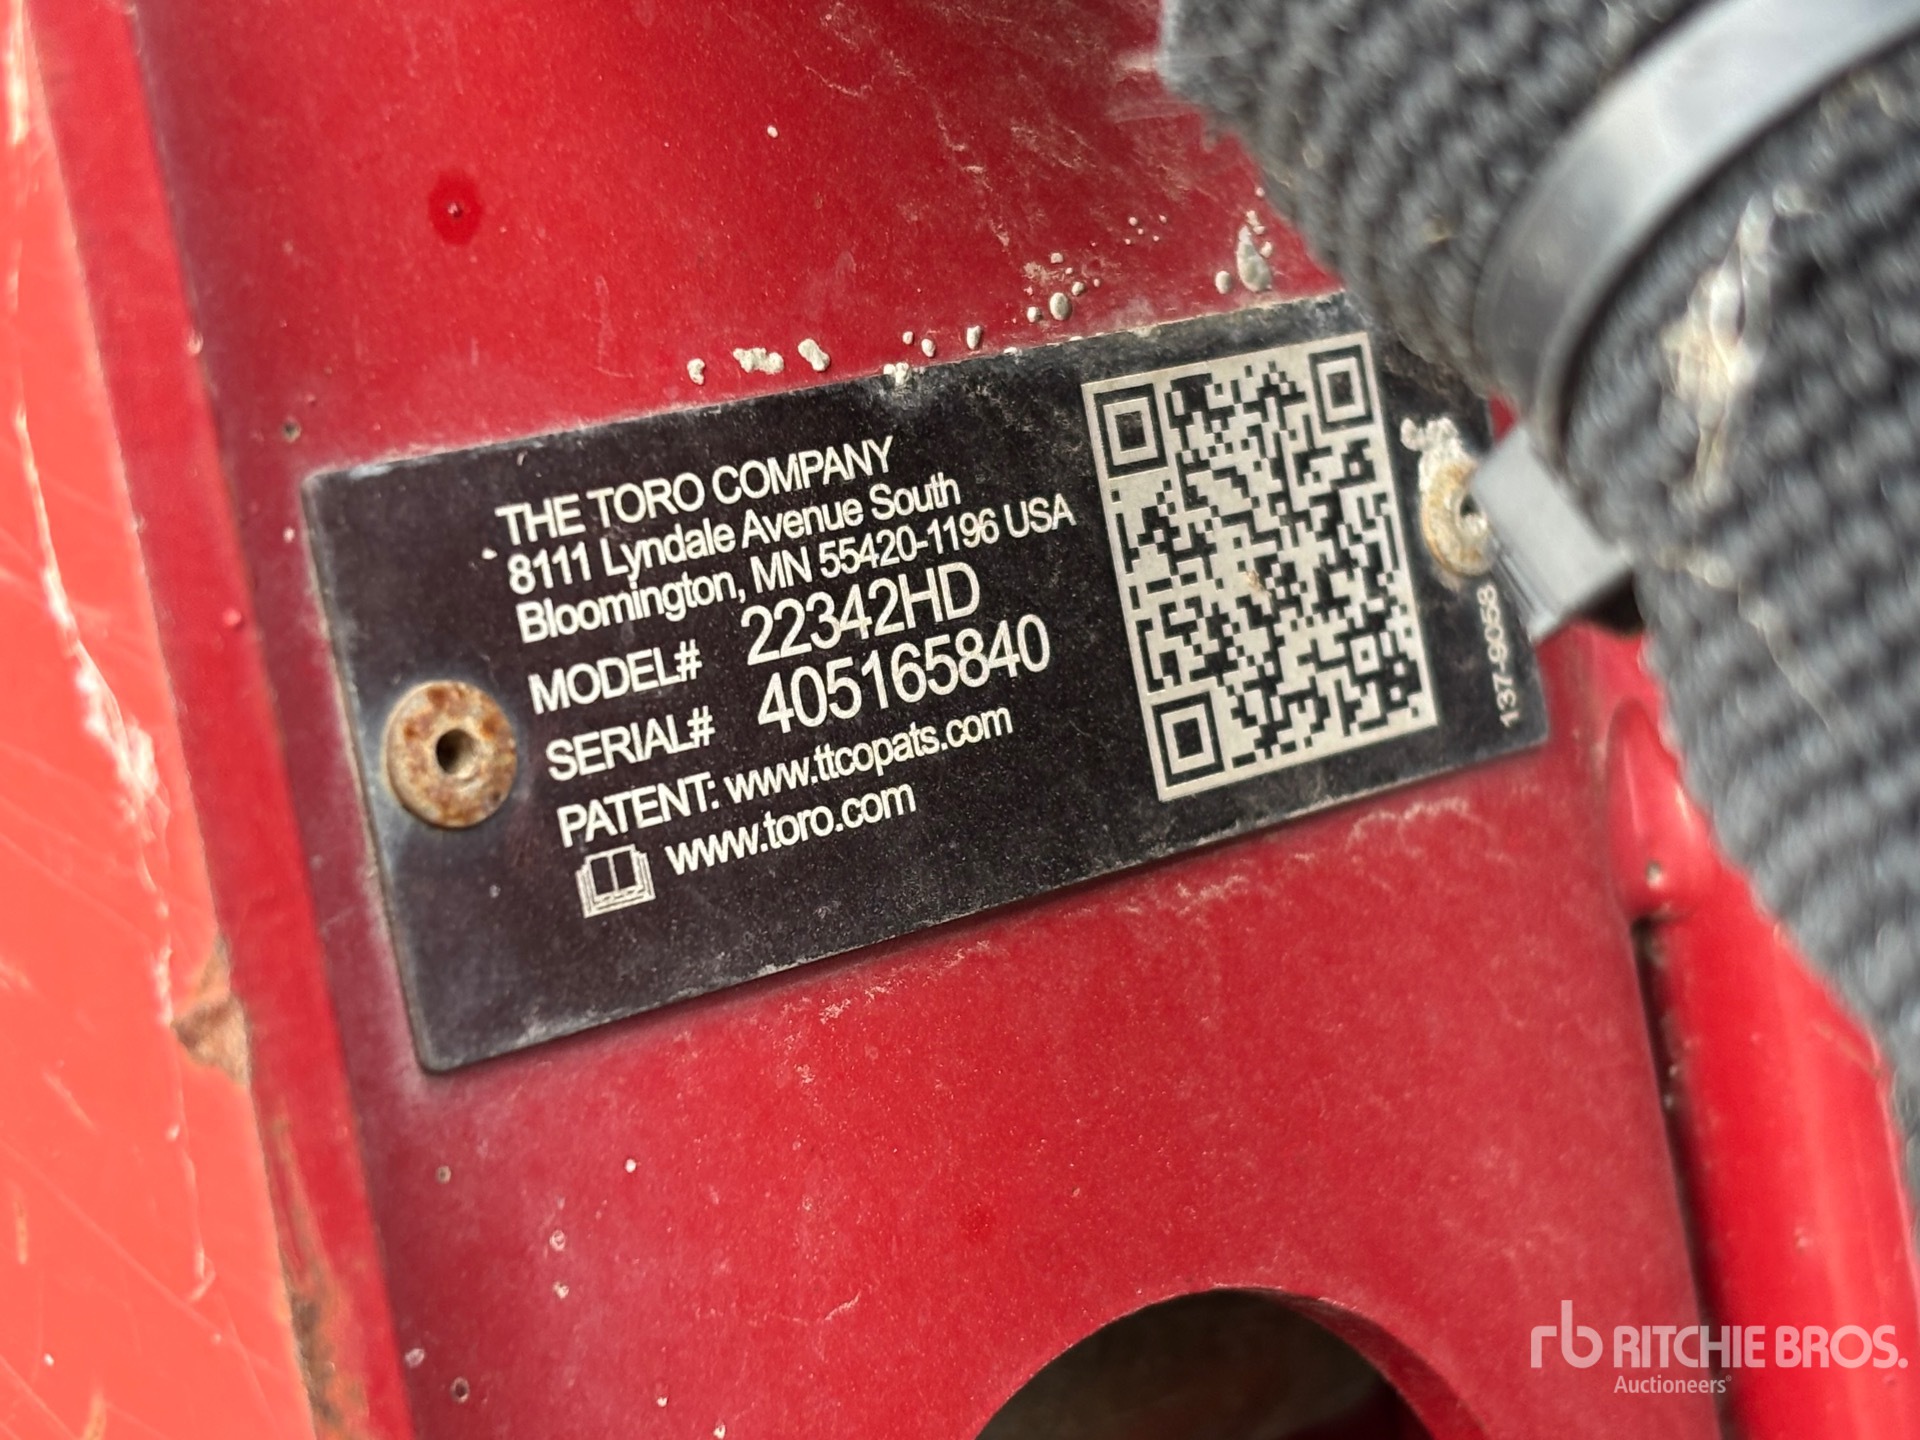 THE TORO COMPANY
8111 Lyndale Avenue South
Bloomington, MN 55420-1196 USA
MODEL# 22342HD
SERIAL# 405165840
PATENT: www.ttcopats.com
www.toro.com
137-9058
rb RITCHIE BROS.
Auctioneers®